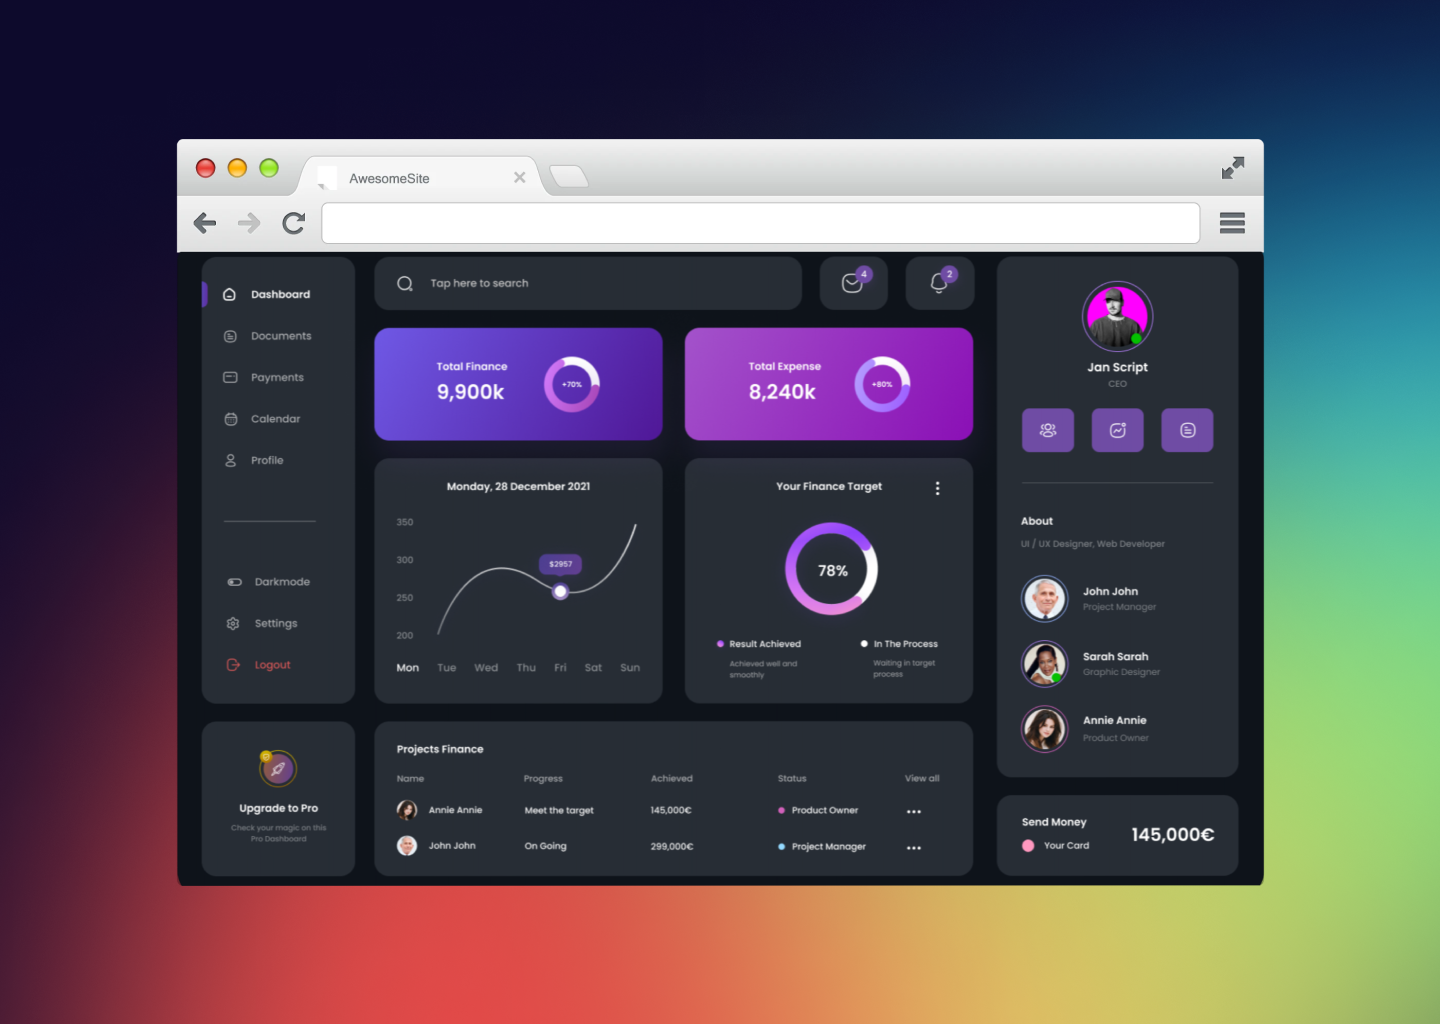 AwesomeSite
Dashboard
Documents
Payments
Calendar
Profile
Darkmode
Settings
Logout
Upgrade to Pro
Check your magic on this
Pro Dashboard
Tap here to search
4
2
Total Finance
9,900k
+70%
Total Expense
8,240k
+80%
Monday, 28 December 2021
350
300
250
200
$2957
Mon Tue Wed Thu Fri Sat Sun
Your Finance Target
78%
Result Achieved
Achieved well and
smoothly
In The Process
Waiting in target
process
Projects Finance
Name Progress Achieved Status View all
Annie Annie Meet the target 145,000€ Product Owner
John John On Going 299,000€ Project Manager
Jan Script
CEO
About
UI / UX Designer, Web Developer
John John
Project Manager
Sarah Sarah
Graphic Designer
Annie Annie
Product Owner
Send Money
Your Card
145,000€